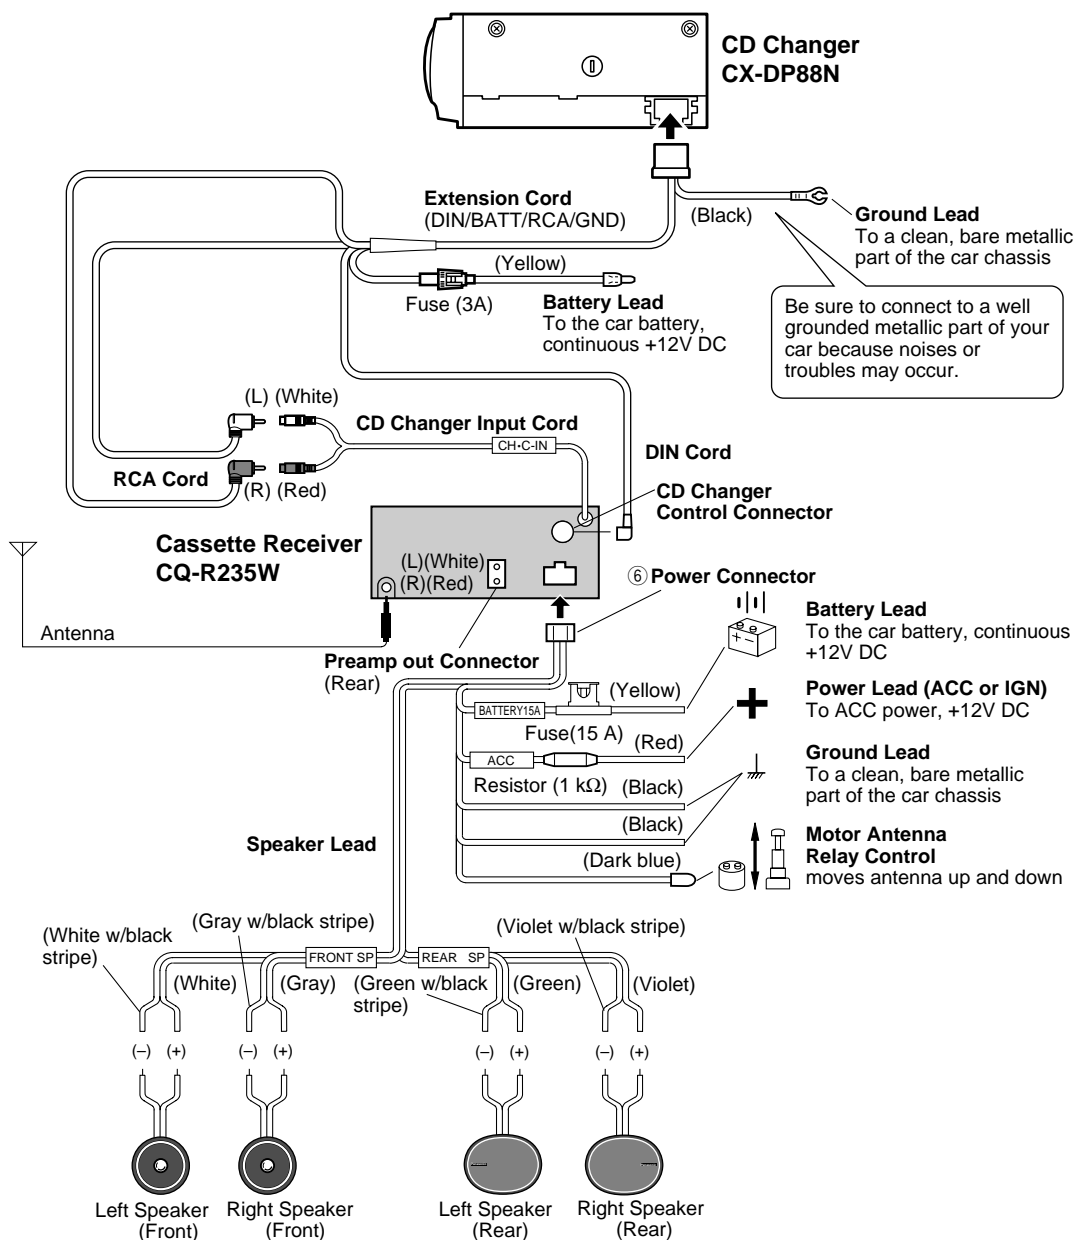 CD Changer
CX-DP88N
Extension Cord
(DIN/BATT/RCA/GND)
(Black)
Ground Lead
To a clean, bare metallic
part of the car chassis
(Yellow)
Fuse (3A)
Battery Lead
To the car battery,
continuous +12V DC
Be sure to connect to a well
grounded metallic part of your
car because noises or
troubles may occur.
(L) (White)
CD Changer Input Cord
CH•C-IN
RCA Cord
(R) (Red)
DIN Cord
CD Changer
Control Connector
Cassette Receiver
CQ-R235W
(L)(White)
(R)(Red)
Antenna
⑥ Power Connector
Preamp out Connector
(Rear)
Battery Lead
To the car battery, continuous
+12V DC
BATTERY15A
(Yellow)
Fuse(15 A)
Power Lead (ACC or IGN)
To ACC power, +12V DC
ACC
(Red)
Resistor (1 kΩ)
Ground Lead
To a clean, bare metallic
part of the car chassis
(Black)
(Black)
Speaker Lead
(Dark blue)
Motor Antenna
Relay Control
moves antenna up and down
(White w/black
stripe)
(Gray w/black stripe)
(Violet w/black stripe)
FRONT SP
REAR SP
(White)
(Gray)
(Green w/black
stripe)
(Green)
(Violet)
(–) (+)
(–) (+)
(–) (+)
(–) (+)
Left Speaker
(Front)
Right Speaker
(Front)
Left Speaker
(Rear)
Right Speaker
(Rear)